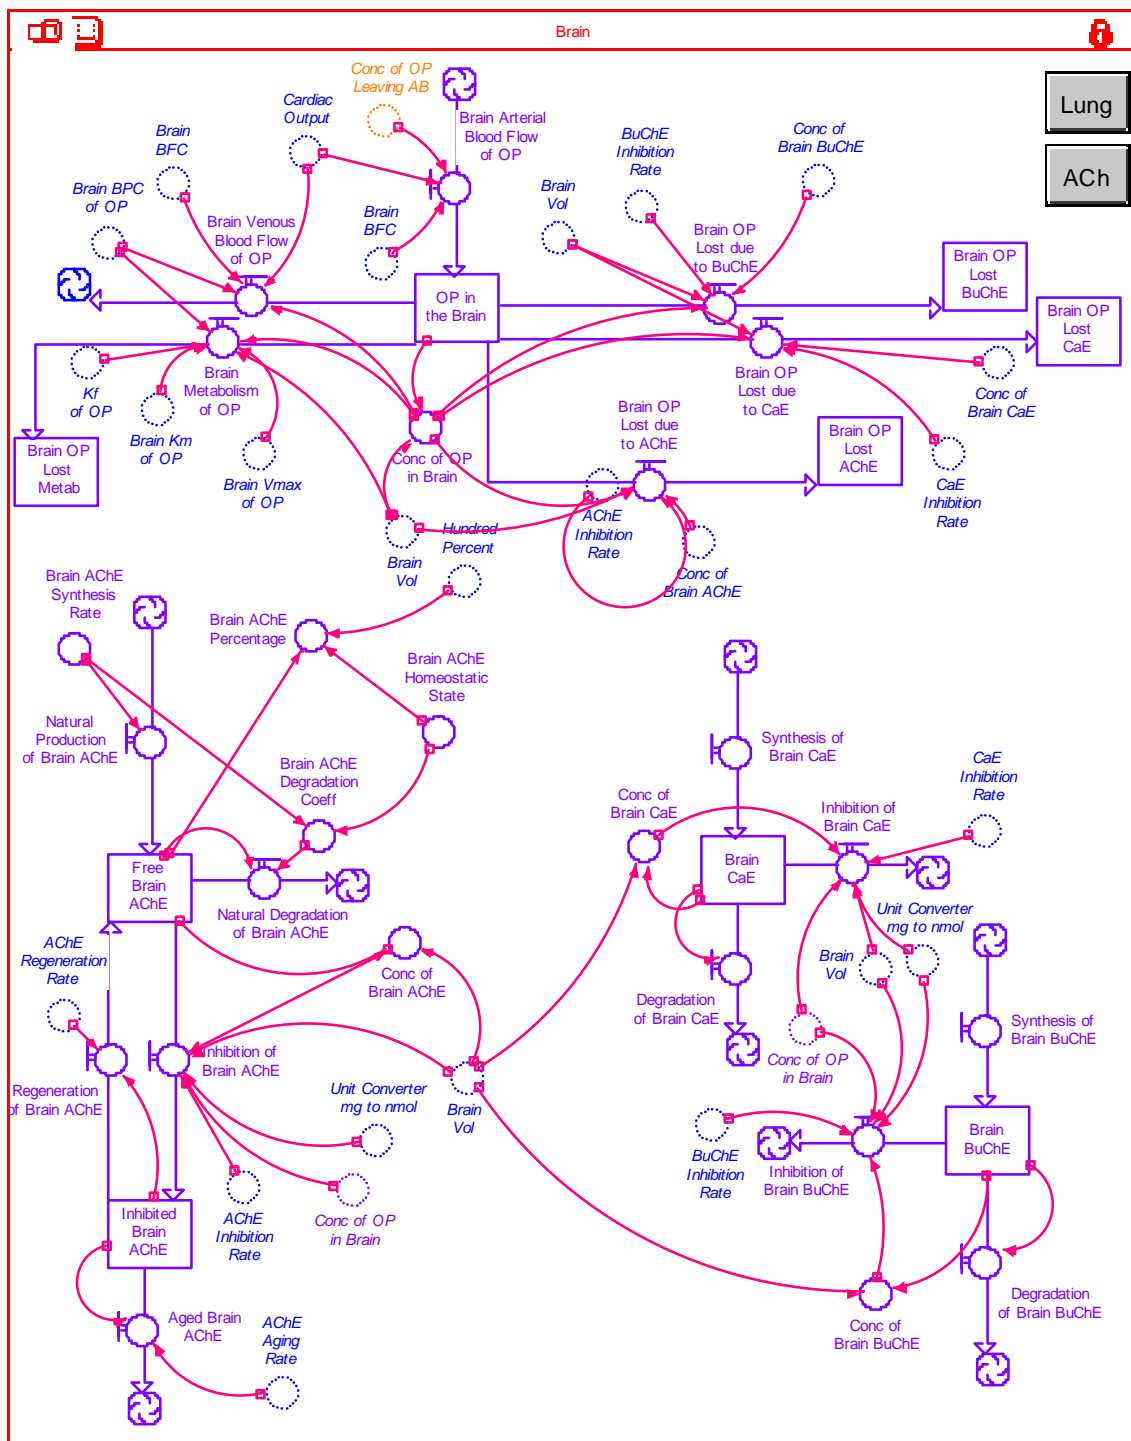 Brain
Lung
ACh
Conc of OP
Leaving AB
Cardiac
Output
Brain
BFC
Brain BPC
of OP
Brain Venous
Blood Flow
of OP
Brain Arterial
Blood Flow
of OP
Brain
BFC
BuChE
Inhibition
Rate
Brain
Vol
Conc of
Brain BuChE
Brain OP
Lost due
to BuChE
Brain OP
Lost
BuChE
OP in
the Brain
Brain OP
Lost
CaE
Kf
of OP
Brain
Metabolism
of OP
Brain Km
of OP
Brain Vmax
of OP
Brain OP
Lost
Metab
Conc of OP
in Brain
Brain OP
Lost due
to AChE
Brain OP
Lost due
to CaE
Conc of
Brain CaE
Brain OP
Lost
AChE
CaE
Inhibition
Rate
AChE
Inhibition
Rate
Conc of
Brain AChE
Brain
Vol
Hundred
Percent
Brain AChE
Synthesis
Rate
Brain AChE
Percentage
Brain AChE
Homeostatic
State
Natural
Production
of Brain AChE
Brain AChE
Degradation
Coeff
Free
Brain
AChE
Natural Degradation
of Brain AChE
AChE
Regeneration
Rate
Conc of
Brain AChE
Regeneration
of Brain AChE
Inhibition of
Brain AChE
Unit Converter
mg to nmol
Brain
Vol
AChE
Inhibition
Rate
Conc of OP
in Brain
Inhibited
Brain
AChE
Aged Brain
AChE
AChE
Aging
Rate
Synthesis of
Brain CaE
Conc of
Brain CaE
Inhibition of
Brain CaE
CaE
Inhibition
Rate
Brain
CaE
Unit Converter
mg to nmol
Brain
Vol
Degradation
of Brain CaE
Conc of OP
in Brain
Synthesis of
Brain BuChE
BuChE
Inhibition
Rate
Inhibition of
Brain BuChE
Brain
BuChE
Conc of
Brain BuChE
Degradation
of Brain BuChE